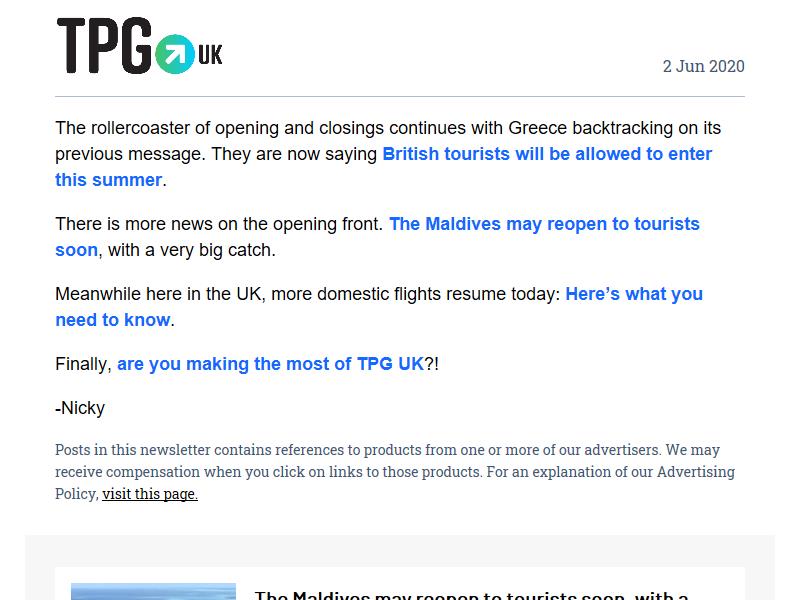 TPG UK
2 Jun 2020
The rollercoaster of opening and closings continues with Greece backtracking on its
previous message. They are now saying British tourists will be allowed to enter
this summer.
There is more news on the opening front. The Maldives may reopen to tourists
soon, with a very big catch.
Meanwhile here in the UK, more domestic flights resume today: Here’s what you
need to know.
Finally, are you making the most of TPG UK?!
-Nicky
Posts in this newsletter contains references to products from one or more of our advertisers. We may
receive compensation when you click on links to those products. For an explanation of our Advertising
Policy, visit this page.
The Maldives may reopen to tourists soon, with a